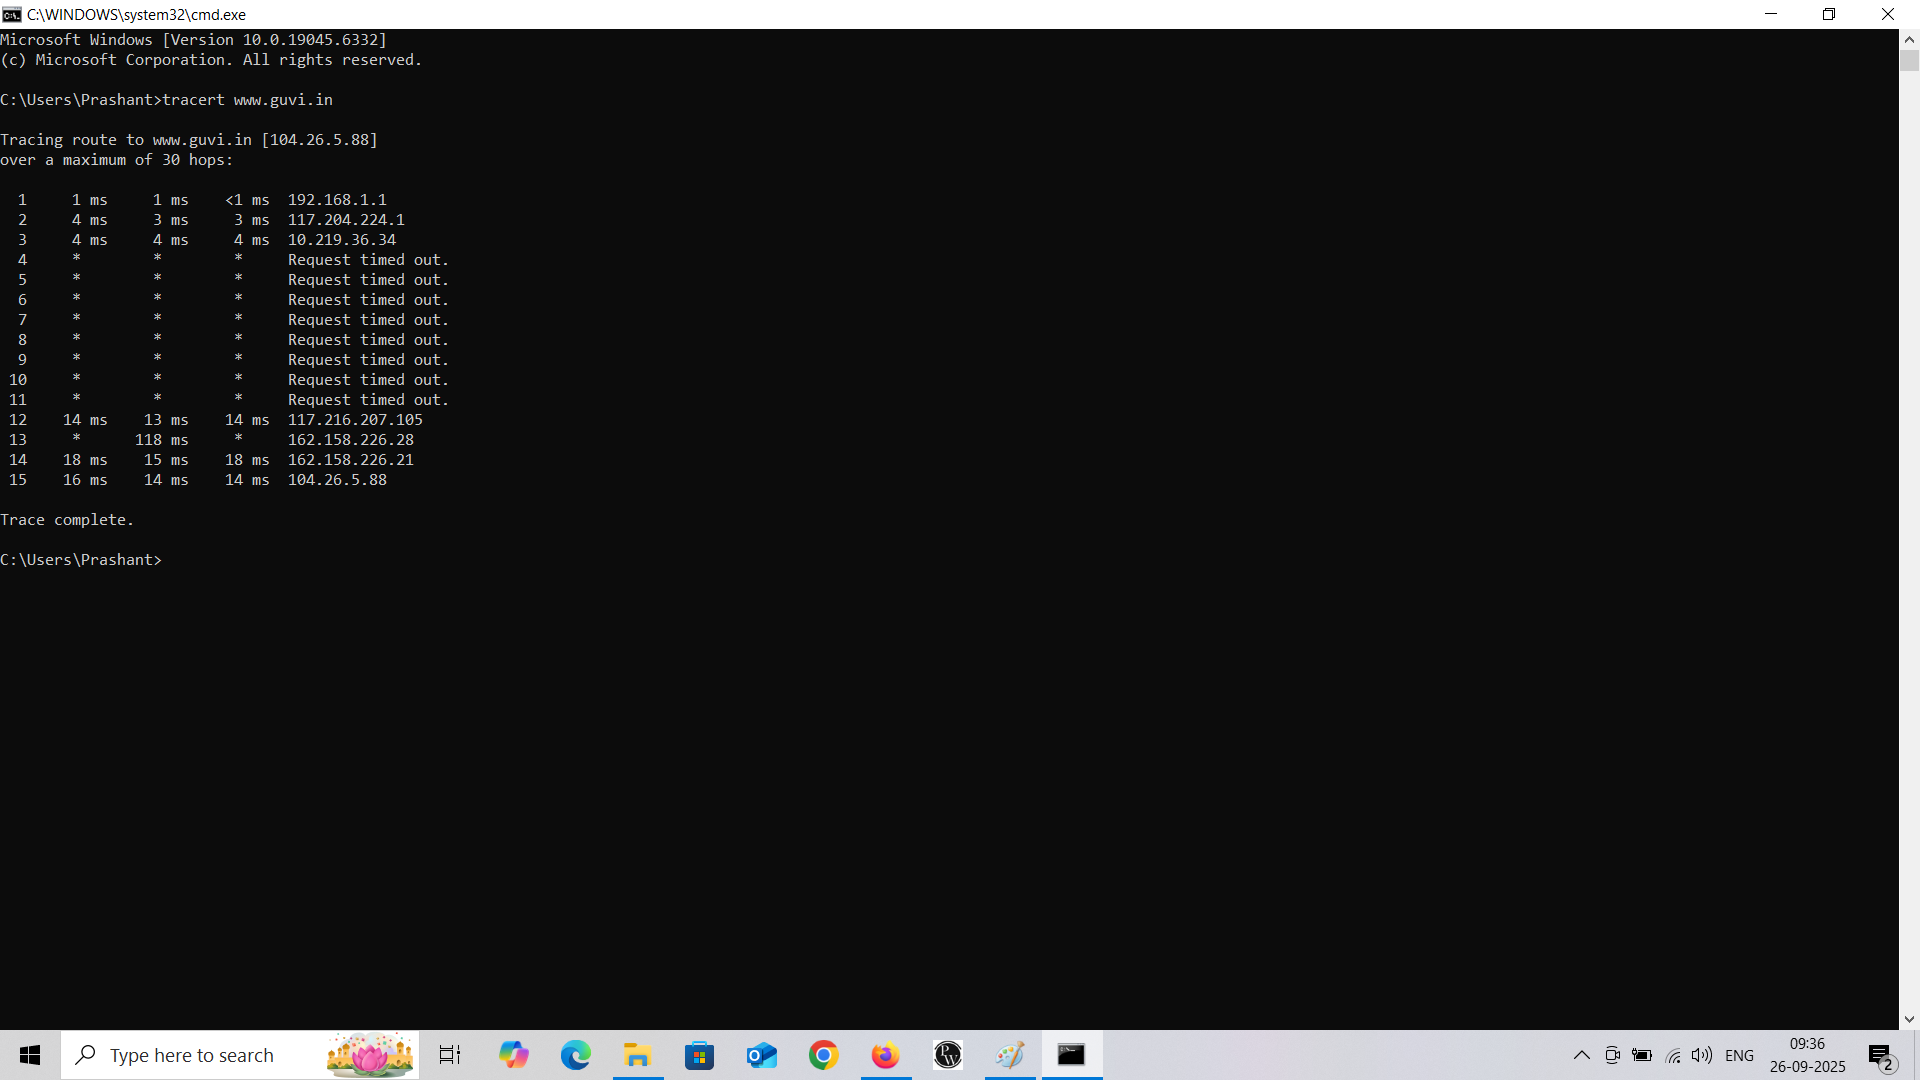 C:\WINDOWS\system32\cmd.exe
Microsoft Windows [Version 10.0.19045.6332]
(c) Microsoft Corporation. All rights reserved.
C:\Users\Prashant>tracert www.guvi.in
Tracing route to www.guvi.in [104.26.5.88]
over a maximum of 30 hops:
1 1 ms 1 ms <1 ms 192.168.1.1
2 4 ms 3 ms 3 ms 117.204.224.1
3 4 ms 4 ms 4 ms 10.219.36.34
4 * * * Request timed out.
5 * * * Request timed out.
6 * * * Request timed out.
7 * * * Request timed out.
8 * * * Request timed out.
9 * * * Request timed out.
10 * * * Request timed out.
11 * * * Request timed out.
12 14 ms 13 ms 14 ms 117.216.207.105
13 * 118 ms * 162.158.226.28
14 18 ms 15 ms 18 ms 162.158.226.21
15 16 ms 14 ms 14 ms 104.26.5.88
Trace complete.
C:\Users\Prashant>
Type here to search
PW
ENG
09:36
26-09-2025
2